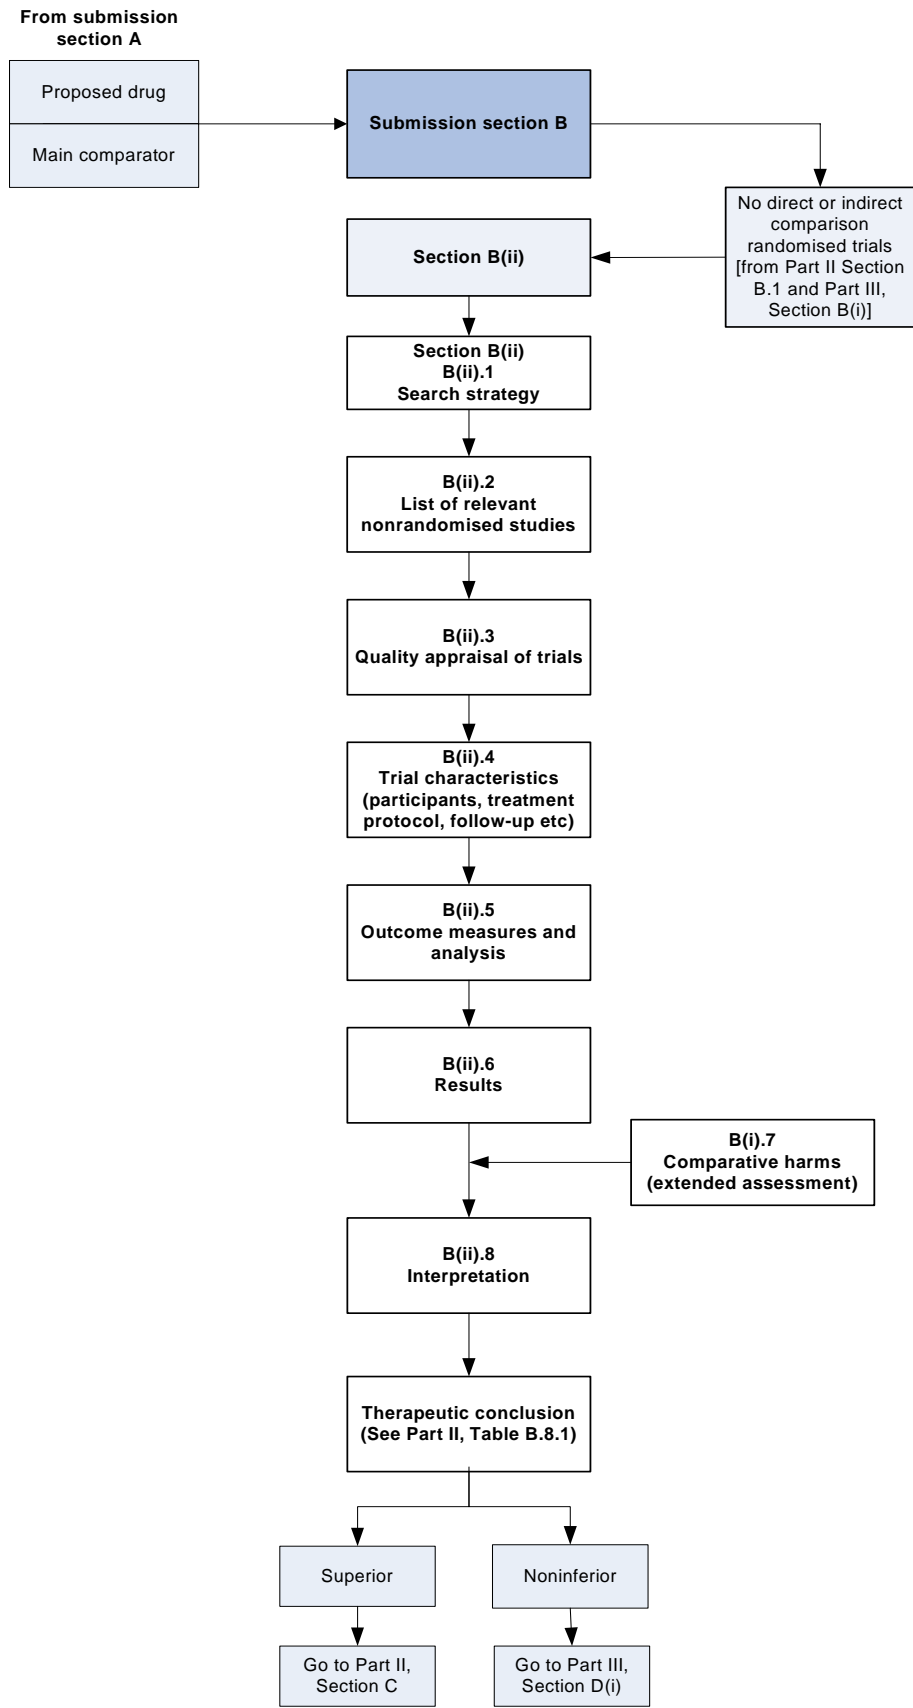 From submission
section A
Proposed drug
Main comparator
Submission section B
No direct or indirect
comparison
randomised trials
[from Part II Section
B.1 and Part III,
Section B(i)]
Section B(ii)
Section B(ii)
B(ii).1
Search strategy
B(ii).2
List of relevant
nonrandomised studies
B(ii).3
Quality appraisal of trials
B(ii).4
Trial characteristics
(participants, treatment
protocol, follow-up etc)
B(ii).5
Outcome measures and
analysis
B(ii).6
Results
B(i).7
Comparative harms
(extended assessment)
B(ii).8
Interpretation
Therapeutic conclusion
(See Part II, Table B.8.1)
Superior
Noninferior
Go to Part II,
Section C
Go to Part III,
Section D(i)